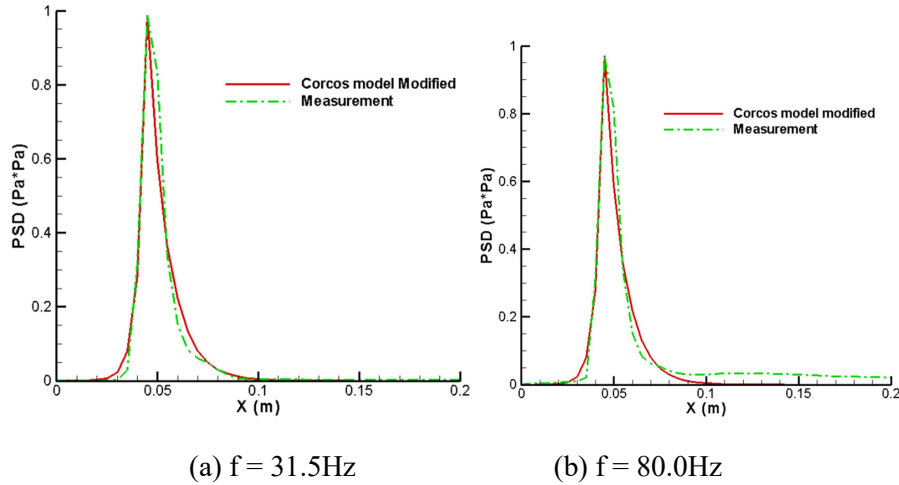 PSD (Pa*Pa)
1
0.8
0.6
0.4
0.2
0
0
0.05
0.1
0.15
0.2
X (m)
Corcos model Modified
Measurement
(a) f = 31.5Hz
PSD (Pa*Pa)
1
0.8
0.6
0.4
0.2
0
0
0.05
0.1
0.15
0.2
X (m)
Corcos model modified
Measurement
(b) f = 80.0Hz